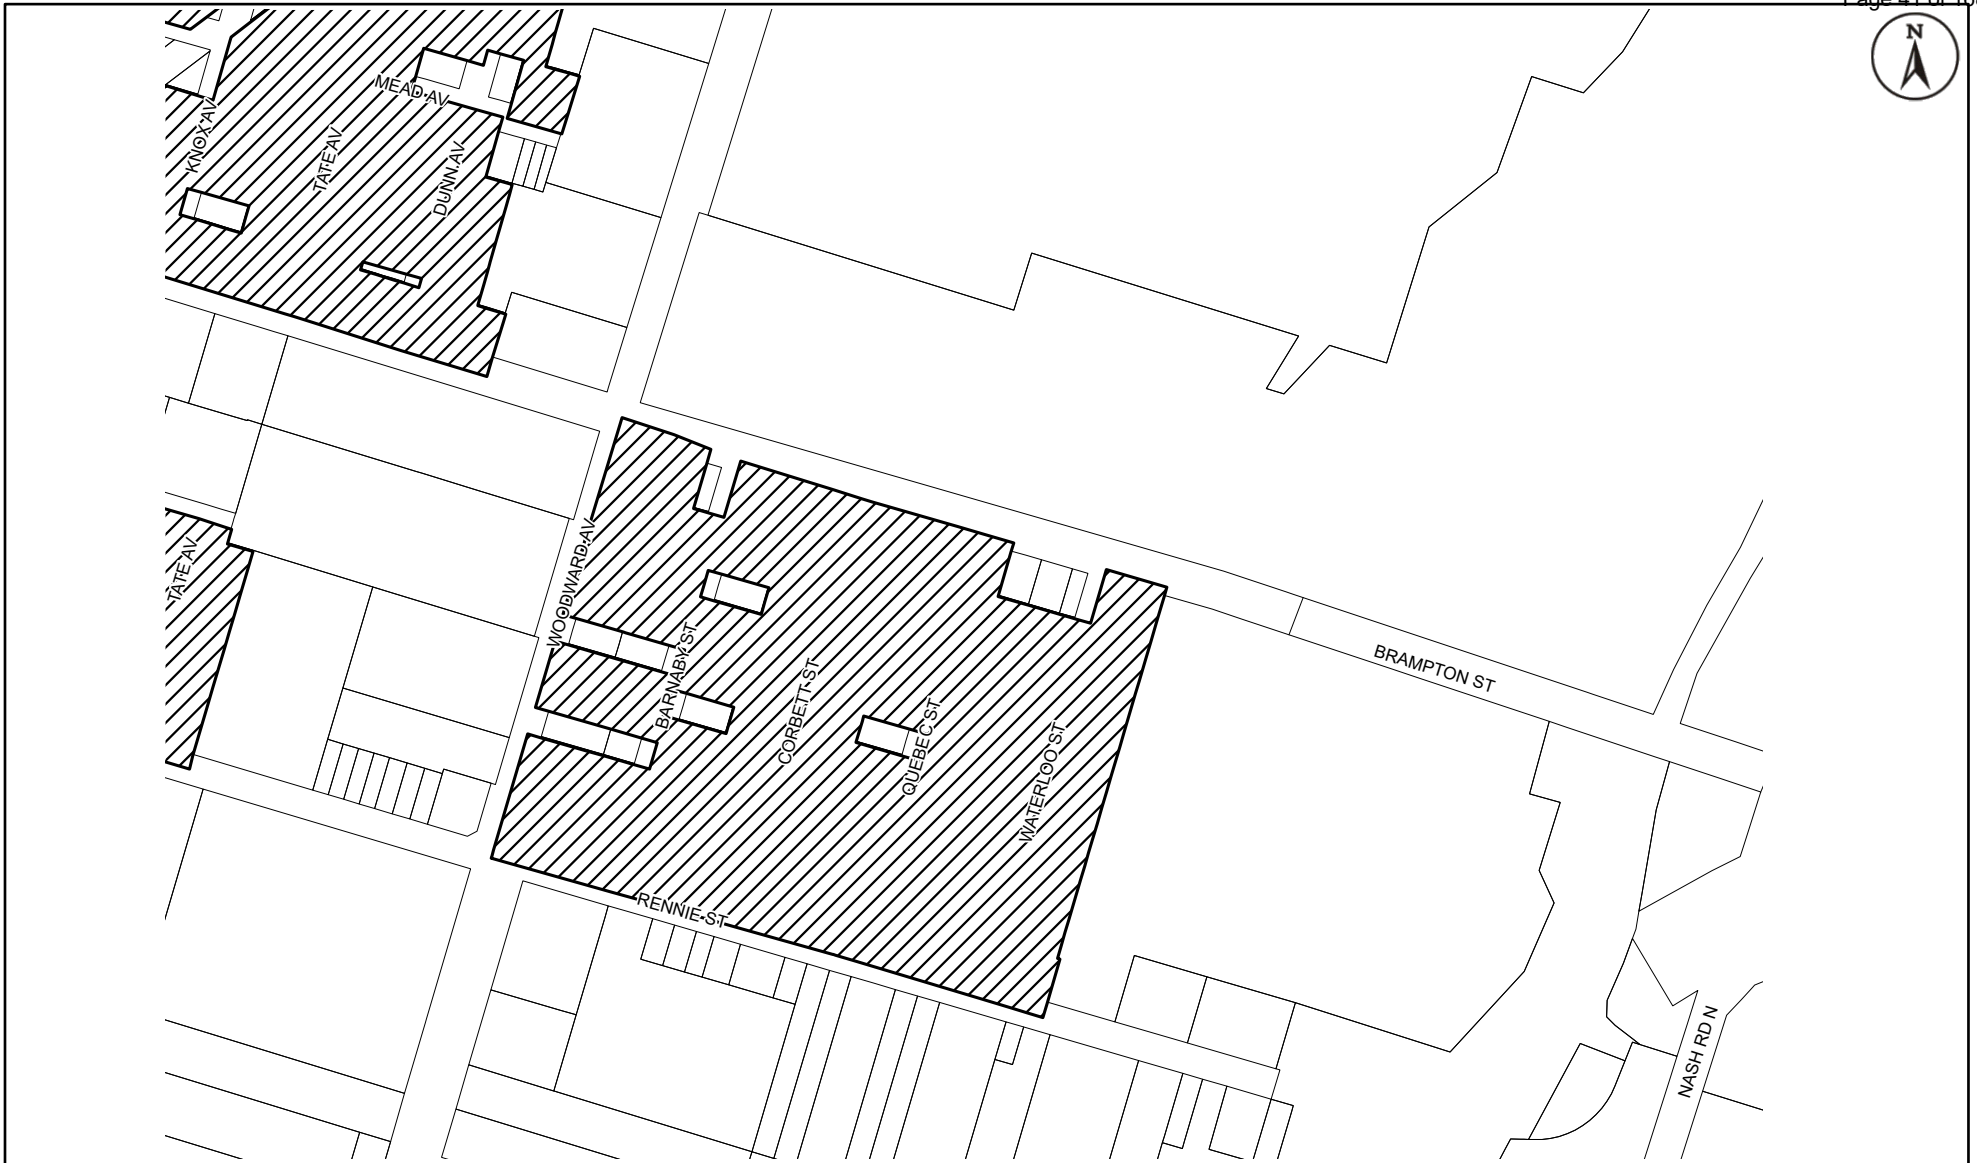 N
MEAD AV
KNOX AV
TATE AV
DUNN AV
WOODWARD AV
TATE AV
BARNABY ST
CORBETT ST
QUEBEC ST
WATERLOO ST
BRAMPTON ST
RENNIE ST
NASH RD N